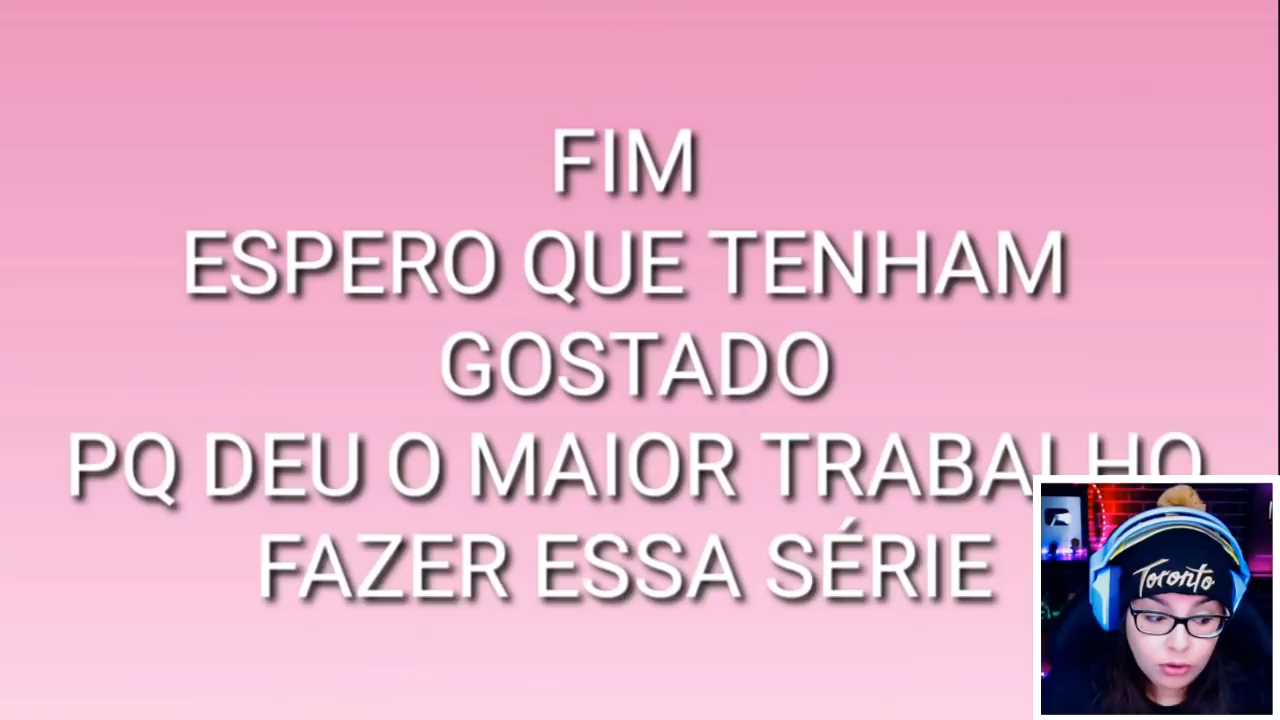 FIM
ESPERO QUE TENHAM
GOSTADO
PQ DEU O MAIOR TRABALHO
FAZER ESSA SÉRIE
Toronto